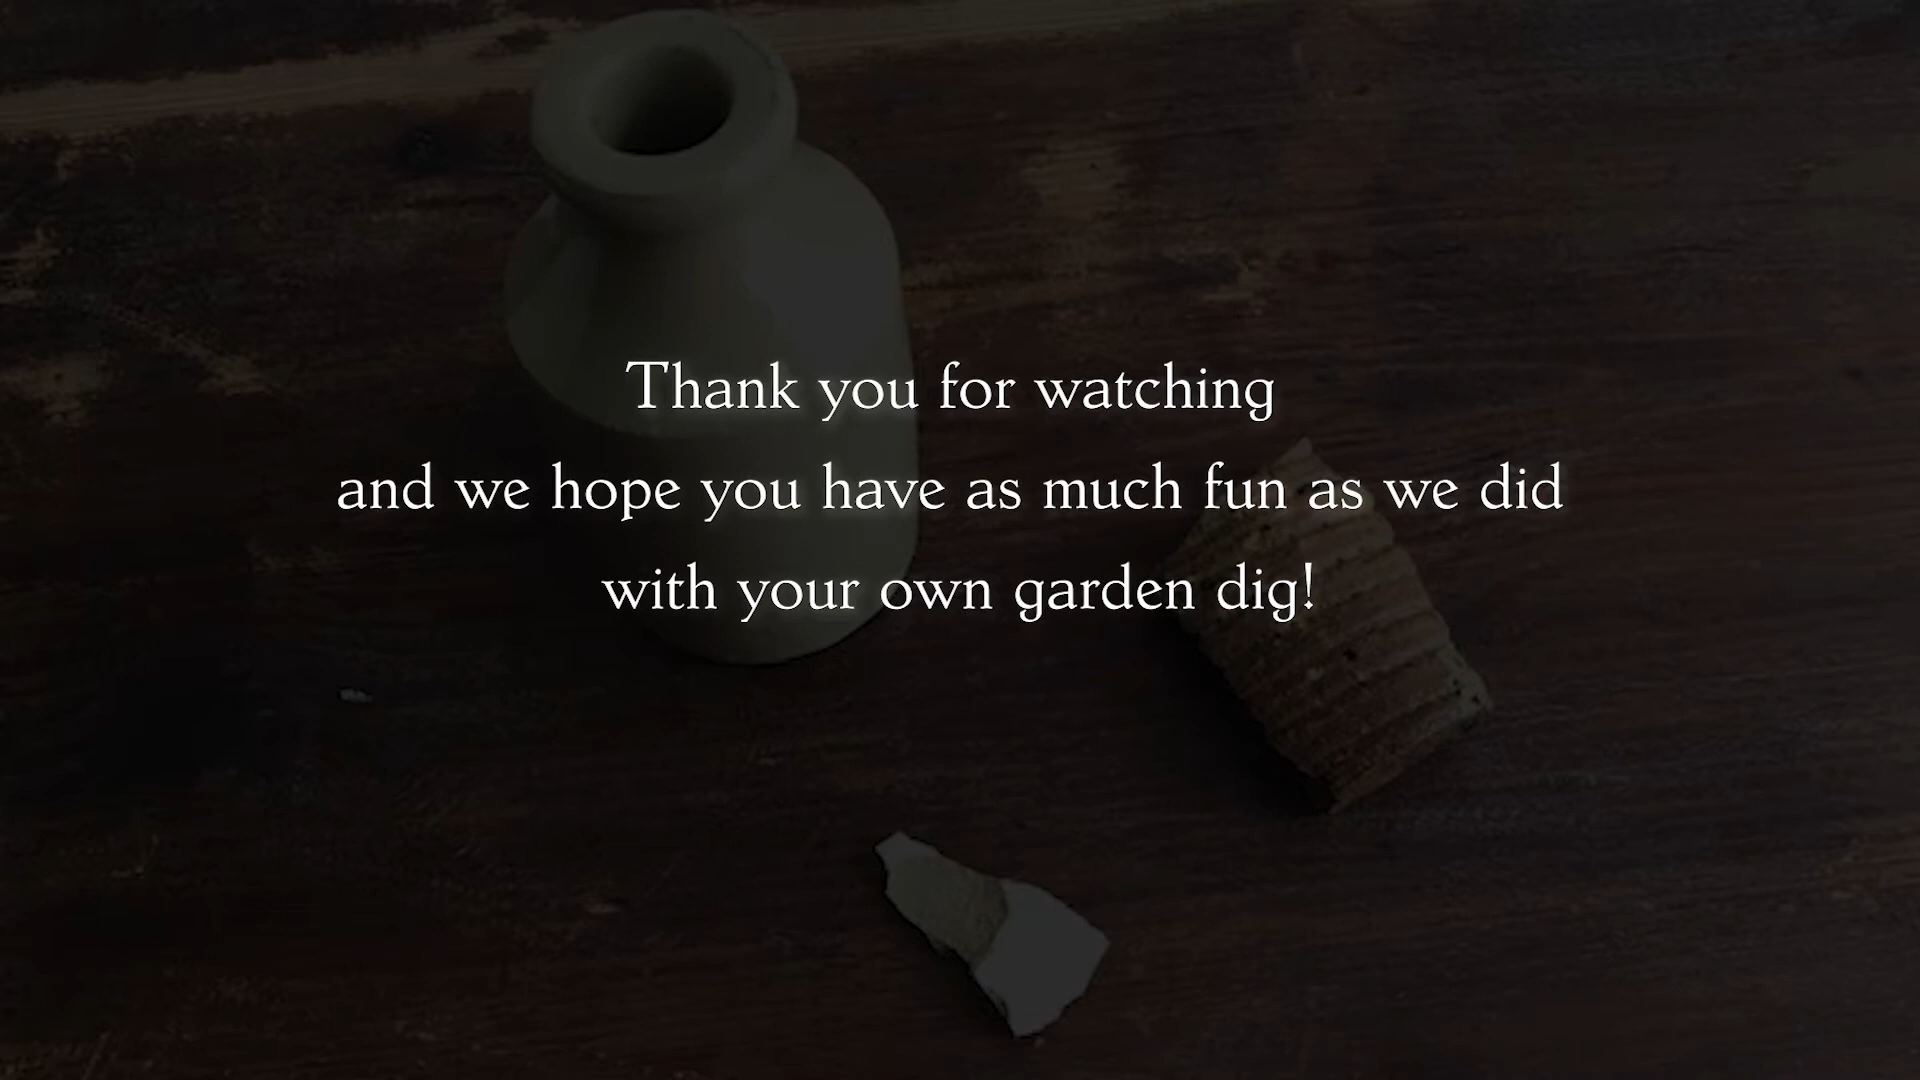 Thank you for watching
and we hope you have as much fun as we did
with your own garden dig!